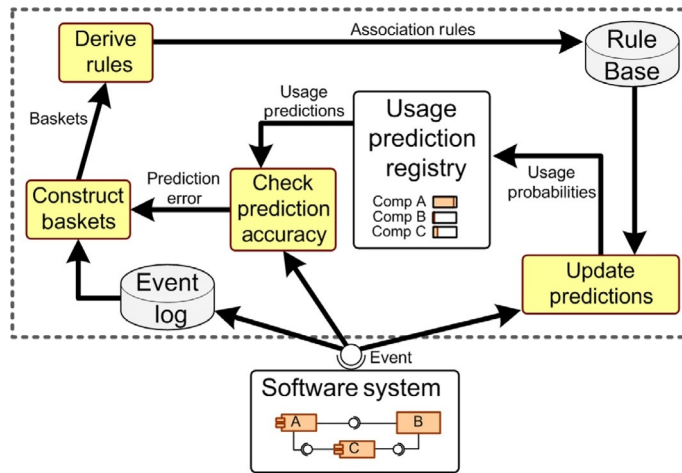 Derive
rules
Association rules
Rule
Base
Baskets
Usage
predictions
Usage
prediction
registry
Comp A
Comp B
Comp C
Usage
probabilities
Construct
baskets
Prediction
error
Check
prediction
accuracy
Update
predictions
Event
log
Event
Software system
A
B
C